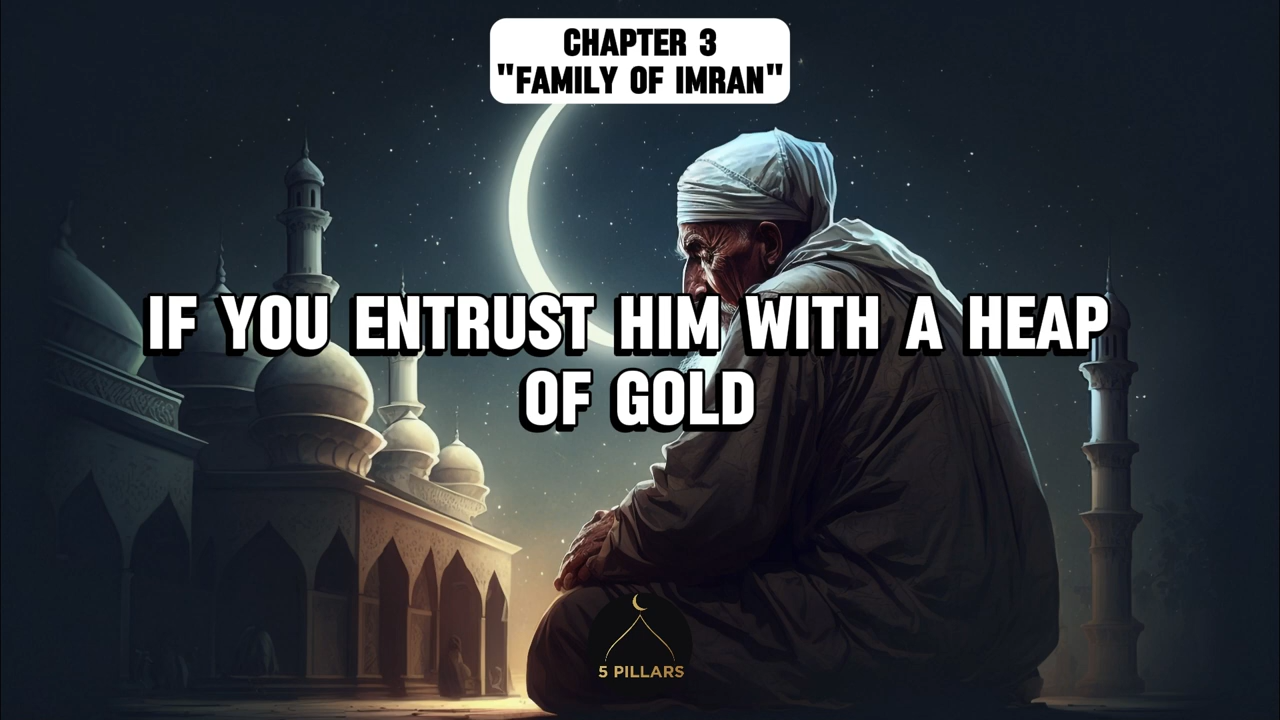 CHAPTER 3
"FAMILY OF IMRAN"
IF YOU ENTRUST HIM WITH A HEAP
OF GOLD
5 PILLARS